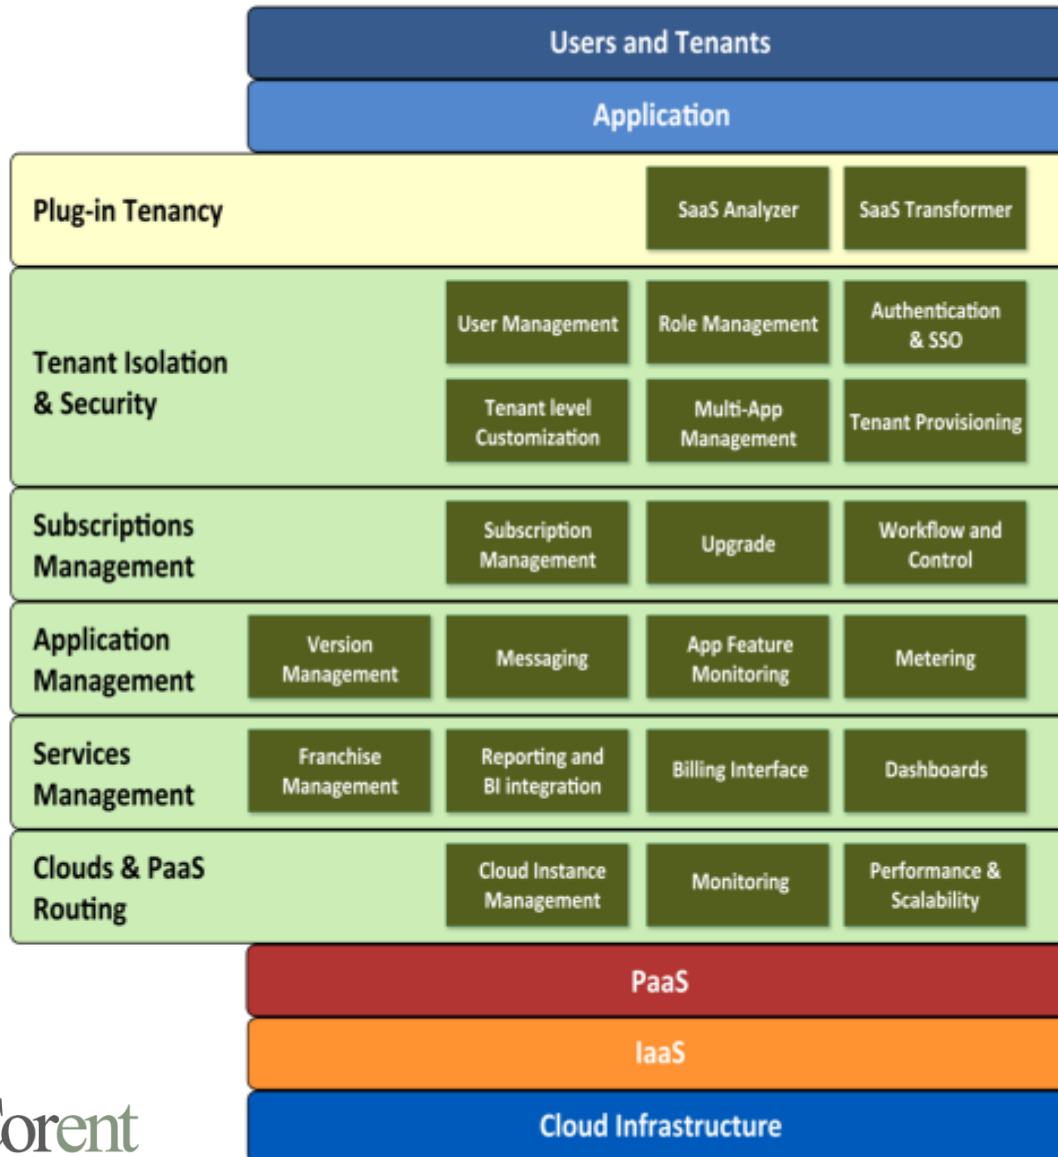 Users and Tenants
Application
Plug-in Tenancy
SaaS Analyzer
SaaS Transformer
Tenant Isolation
& Security
User Management
Role Management
Authentication
& SSO
Tenant level
Customization
Multi-App
Management
Tenant Provisioning
Subscriptions
Management
Subscription
Management
Upgrade
Workflow and
Control
Application
Management
Version
Management
Messaging
App Feature
Monitoring
Metering
Services
Management
Franchise
Management
Reporting and
BI integration
Billing Interface
Dashboards
Clouds & PaaS
Routing
Cloud Instance
Management
Monitoring
Performance &
Scalability
PaaS
IaaS
Cloud Infrastructure
Corent